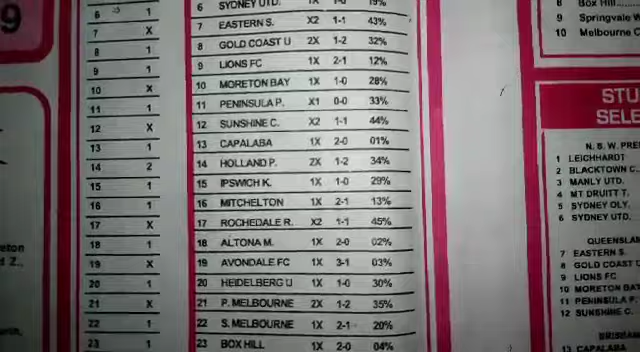 9
6 1
7 X
8 1
9 1
10 X
11 1
12 X
13 1
14 2
15 1
16 1
17 X
18 1
19 X
20 1
21 X
22 1
23 1
6 SYDNEY UTD. 1X 1-0 19%
7 EASTERN S. X2 1-1 43%
8 GOLD COAST U 2X 1-2 32%
9 LIONS FC 1X 2-1 12%
10 MORETON BAY 1X 1-0 28%
11 PENINSULA P. X1 0-0 33%
12 SUNSHINE C. X2 1-1 44%
13 CAPALABA 1X 2-0 01%
14 HOLLAND P. 2X 1-2 34%
15 IPSWICH K. 1X 1-0 29%
16 MITCHELTON 1X 2-1 13%
17 ROCHEDALE R. X2 1-1 45%
18 ALTONA M. 1X 2-0 02%
19 AVONDALE FC 1X 3-1 03%
20 HEIDELBERG U 1X 1-0 30%
21 P. MELBOURNE 2X 1-2 35%
22 S. MELBOURNE 1X 2-1 20%
23 BOX HILL 1X 2-0 04%
8 Box Hill
9 Springvale W
10 Melbourne C
STU
SELE
N.S.W. PRE
1 LEICHHARDT
2 BLACKTOWN C.
3 MANLY UTD.
4 MT DRUITT T.
5 SYDNEY OLY.
6 SYDNEY UTD.
QUEENSLAN
7 EASTERN S.
8 GOLD COAST U
9 LIONS FC
10 MORETON BAY
11 PENINSULA P.
12 SUNSHINE C.
BRISBAN
13 CAPALABA